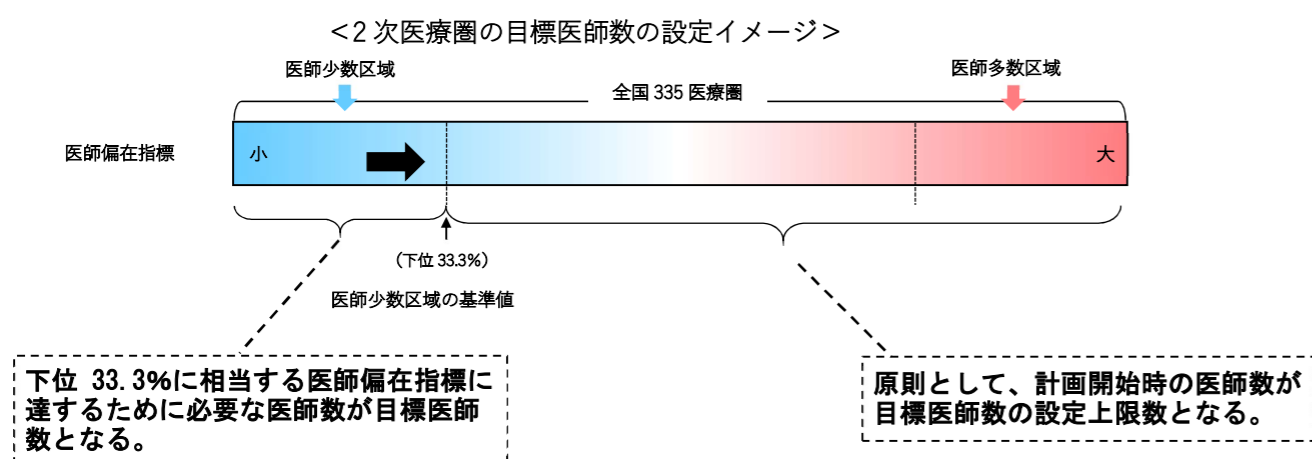 ＜2 次医療圏の目標医師数の設定イメージ＞
医師少数区域
医師多数区域
全国 335 医療圏
医師偏在指標
小
大
（下位 33.3％）
医師少数区域の基準値
下位 33.3％に相当する医師偏在指標に
達するために必要な医師数が目標医師
数となる。
原則として、計画開始時の医師数が
目標医師数の設定上限数となる。